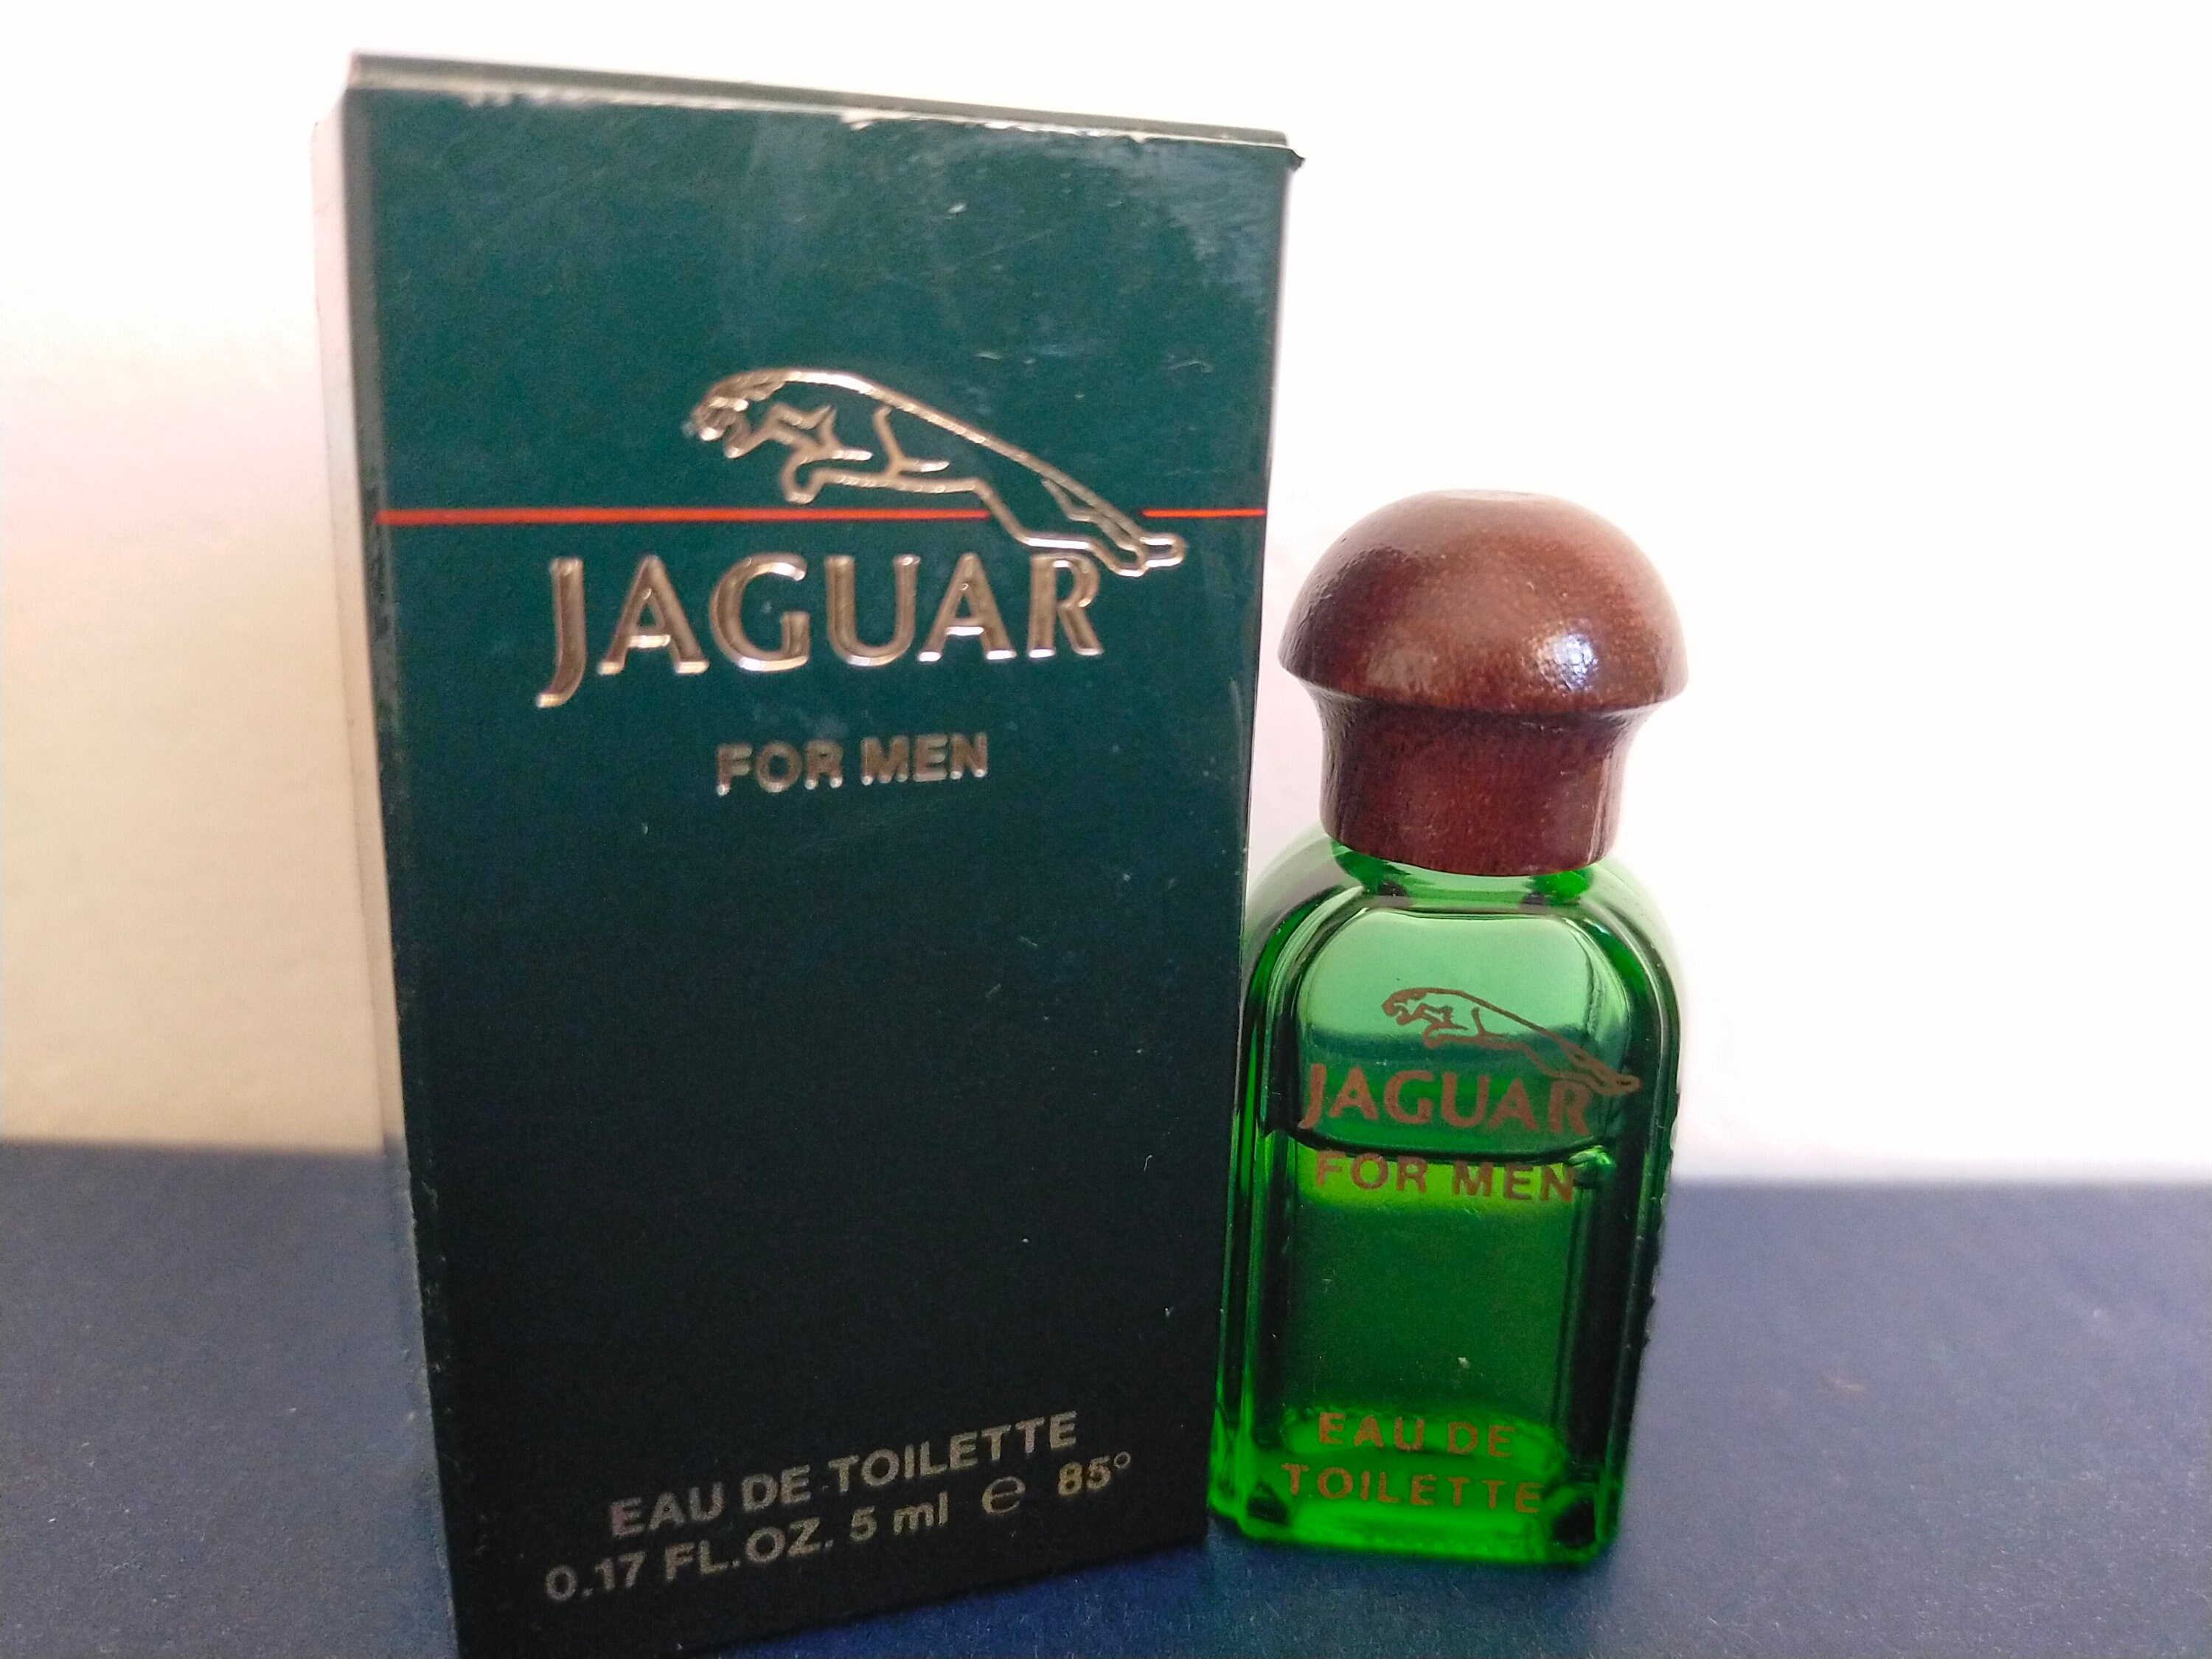 JAGUAR
FOR MEN
EAU DE TOILETTE
0.17 FL.OZ. 5 ml ℮ 85°
JAGUAR
FOR MEN
EAU DE
TOILETTE